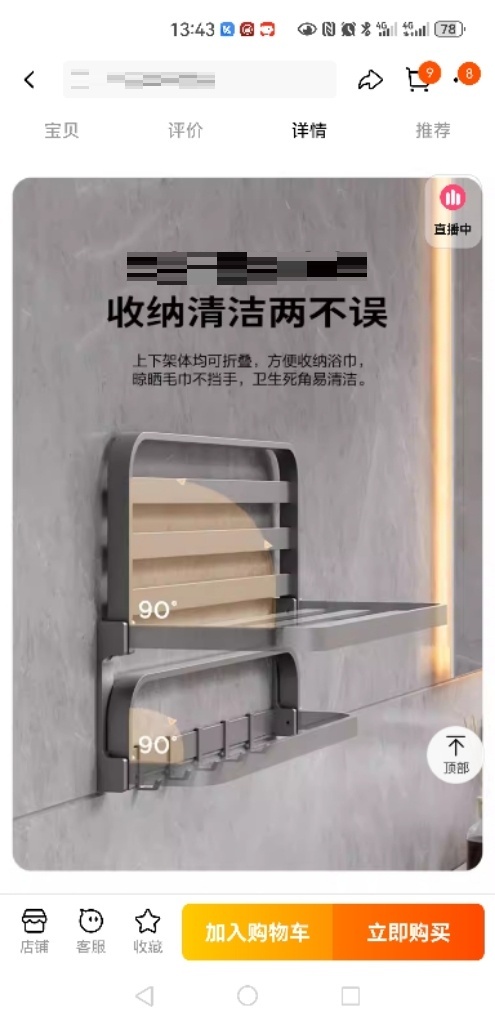 13:43 4G 4G 78
9 8
宝贝 评价 详情 推荐
直播中
收纳清洁两不误
上下架体均可折叠，方便收纳浴巾，
晾晒毛巾不挡手，卫生死角易清洁。
90°
90°
顶部
店铺 客服 收藏 加入购物车 立即购买